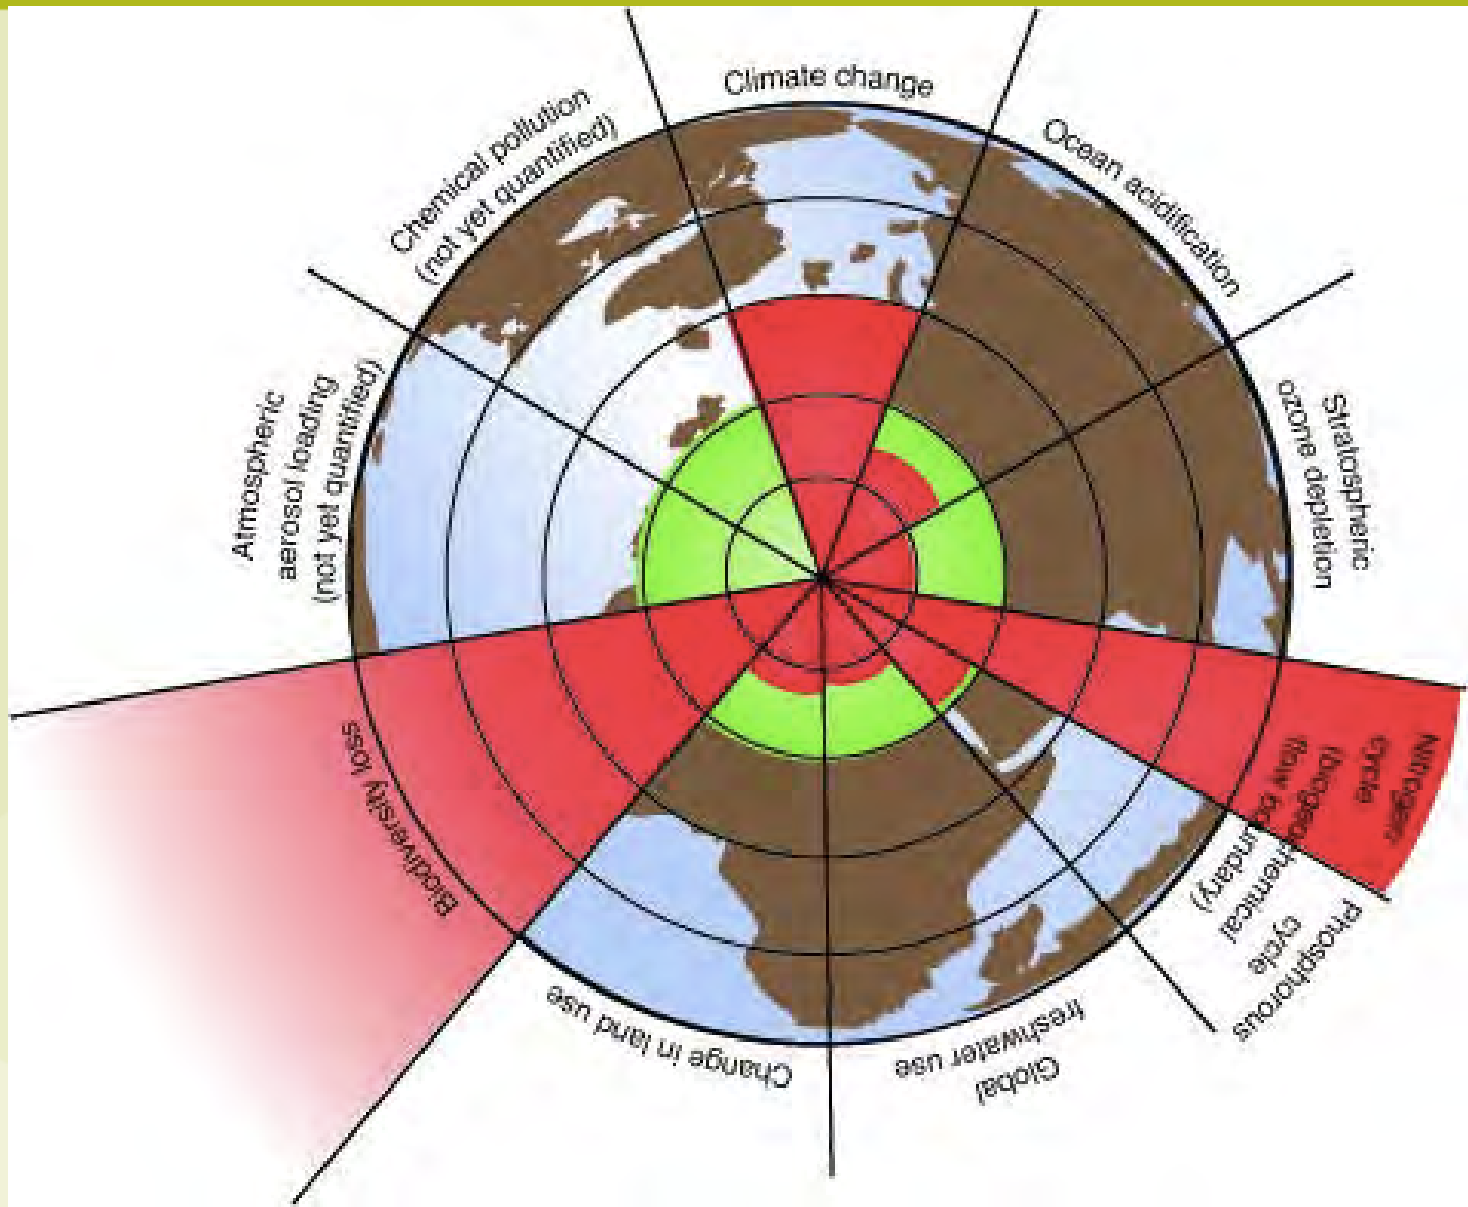 Climate change
Ocean acidification
Stratospheric
ozone depletion
Nitrogen
cycle
(biogeochemical
flow boundary)
Phosphorous
cycle
Global
freshwater use
Change in land use
Biodiversity loss
Atmospheric
aerosol loading
(not yet quantified)
Chemical pollution
(not yet quantified)